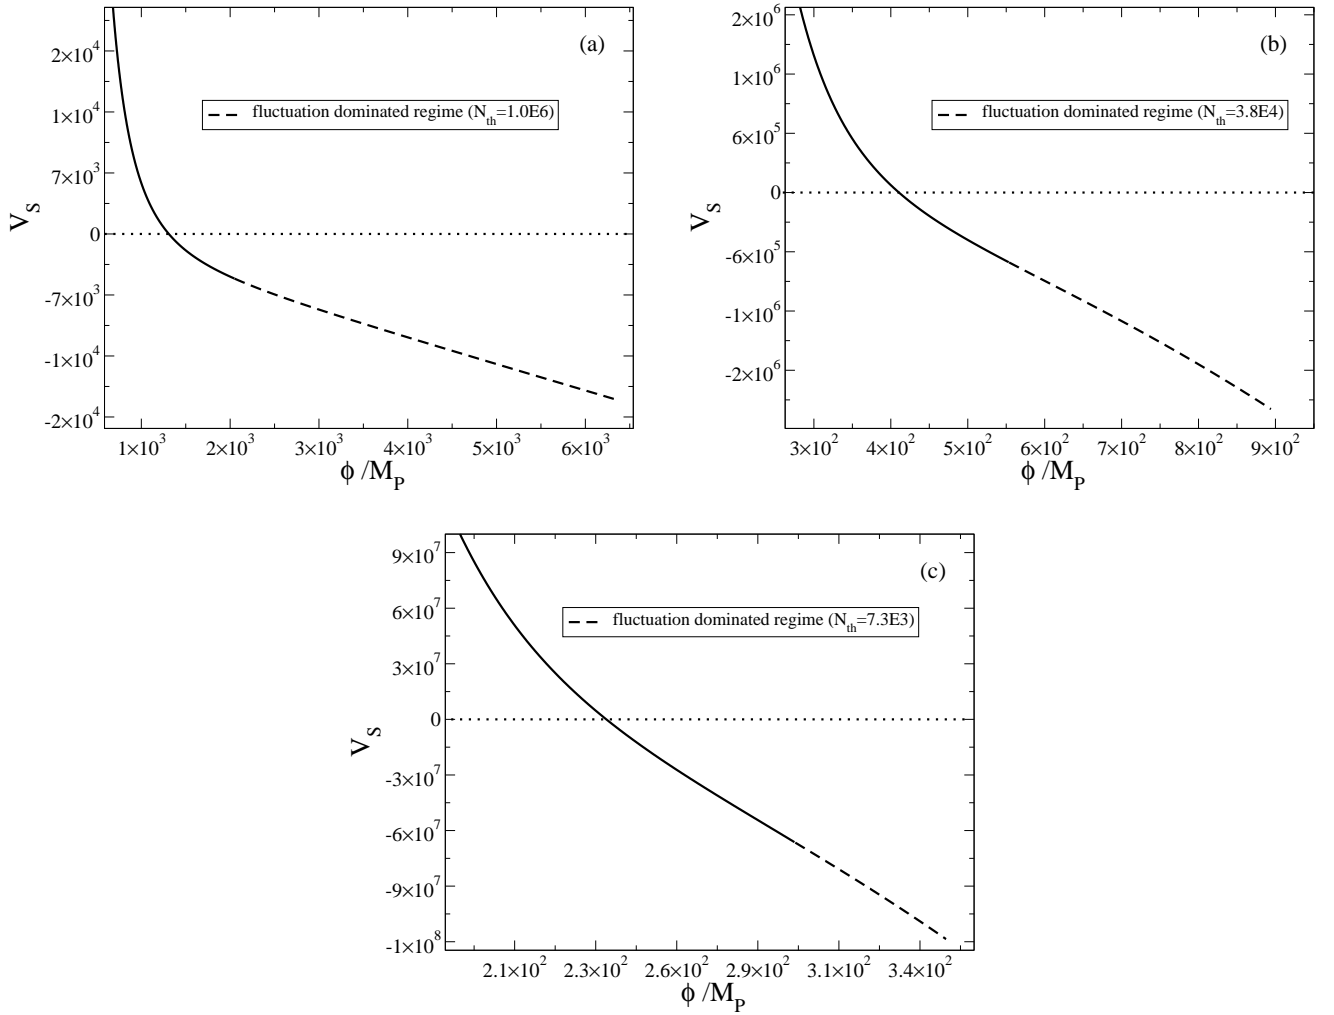 (a)
fluctuation dominated regime (N_th=1.0E6)
V_S
2×10^4
1×10^4
7×10^3
0
-7×10^3
-1×10^4
-2×10^4
1×10^3 2×10^3 3×10^3 4×10^3 5×10^3 6×10^3
ϕ /M_P
(b)
fluctuation dominated regime (N_th=3.8E4)
V_S
2×10^6
1×10^6
6×10^5
0
-6×10^5
-1×10^6
-2×10^6
3×10^2 4×10^2 5×10^2 6×10^2 7×10^2 8×10^2 9×10^2
ϕ /M_P
(c)
fluctuation dominated regime (N_th=7.3E3)
V_S
9×10^7
6×10^7
3×10^7
0
-3×10^7
-6×10^7
-9×10^7
-1×10^8
2.1×10^2 2.3×10^2 2.6×10^2 2.9×10^2 3.1×10^2 3.4×10^2
ϕ /M_P